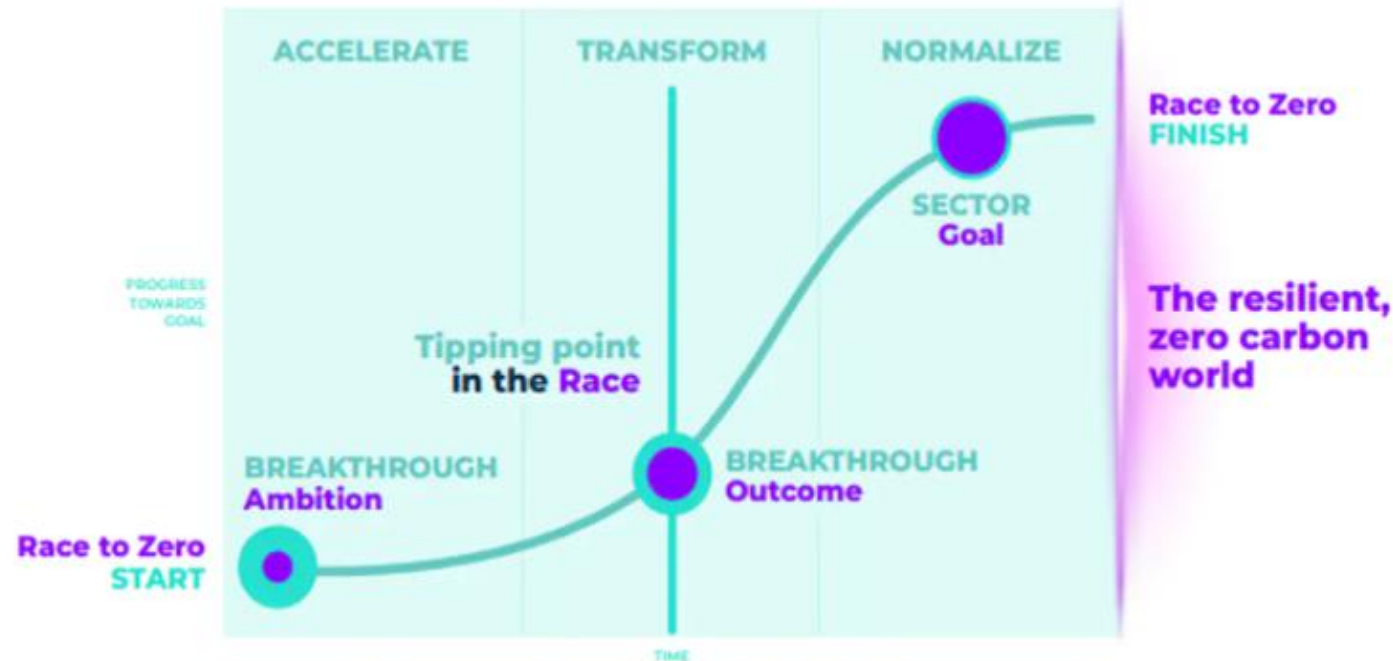 ACCELERATE
TRANSFORM
NORMALIZE
Race to Zero
FINISH
SECTOR
Goal
PROGRESS
TOWARDS
GOAL
The resilient,
zero carbon
world
Tipping point
in the Race
BREAKTHROUGH
Ambition
BREAKTHROUGH
Outcome
Race to Zero
START
TIME